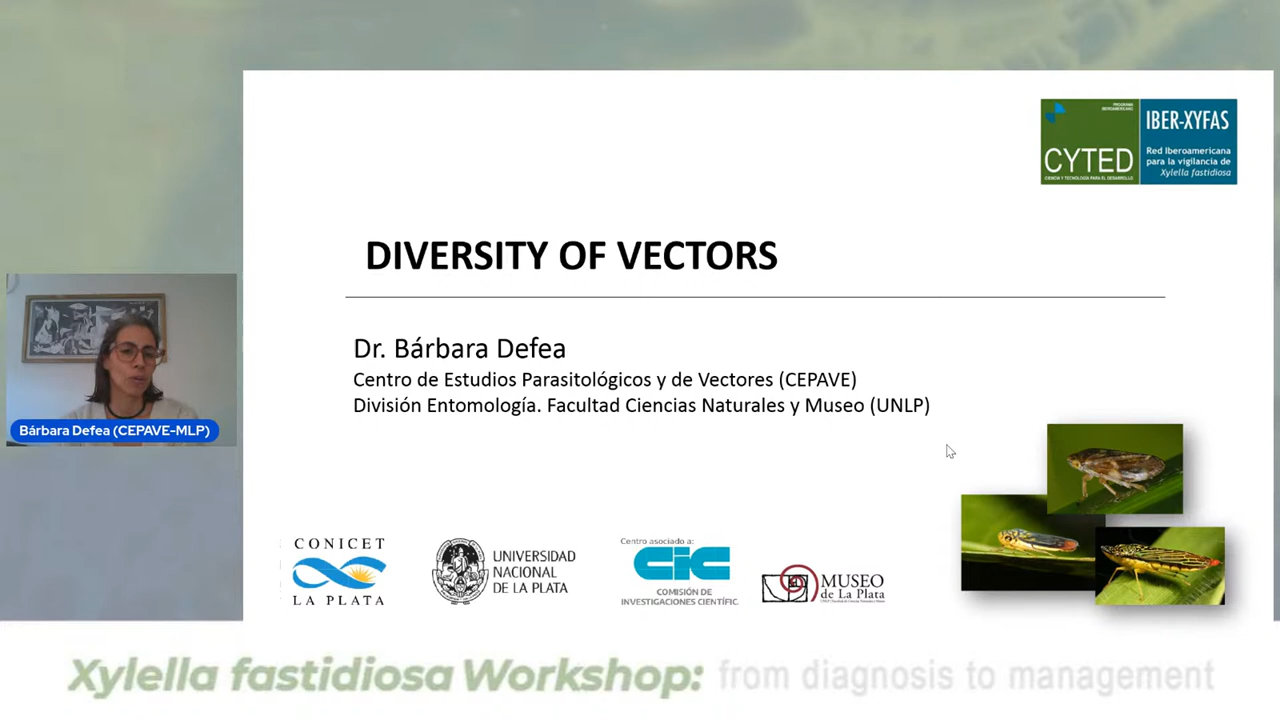 PROGRAMA
IBEROAMERICANO
CYTED
CIENCIA Y TECNOLOGÍA PARA EL DESARROLLO
IBER-XYFAS
Red Iberoamericana
para la vigilancia de
Xylella fastidiosa
DIVERSITY OF VECTORS
Dr. Bárbara Defea
Centro de Estudios Parasitológicos y de Vectores (CEPAVE)
División Entomología. Facultad Ciencias Naturales y Museo (UNLP)
Bárbara Defea (CEPAVE-MLP)
CONICET
LA PLATA
UNIVERSIDAD
NACIONAL
DE LA PLATA
Centro asociado a:
CIC
COMISIÓN DE
INVESTIGACIONES CIENTÍFIC
MUSEO
de La Plata
Xylella fastidiosa Workshop: from diagnosis to management